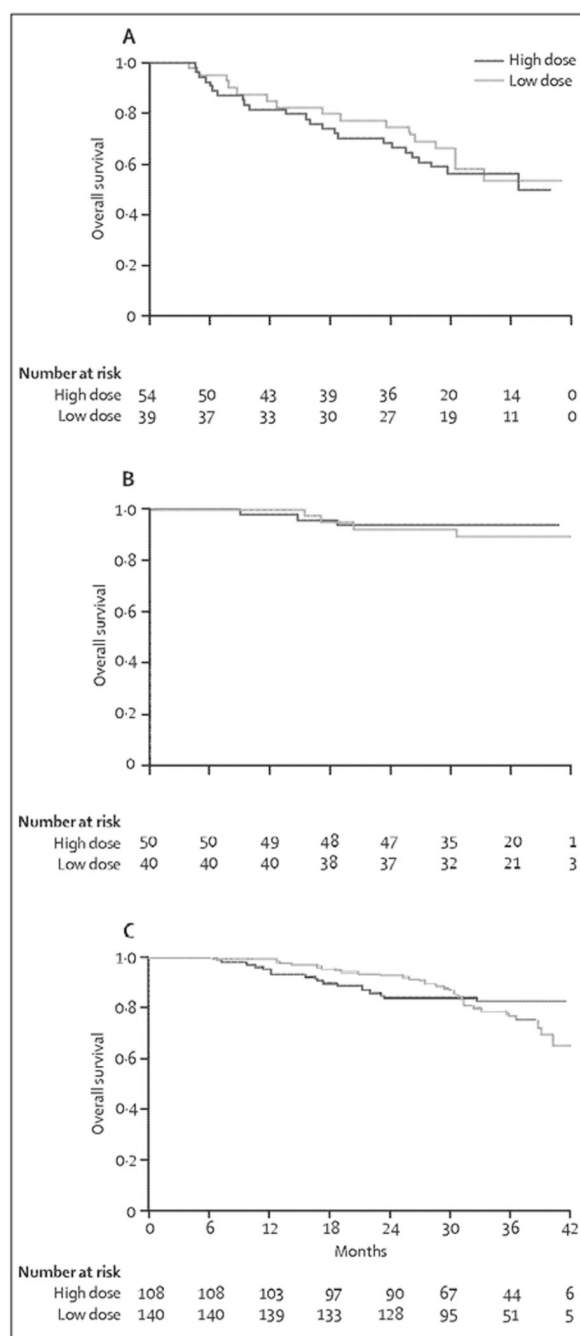 A
High dose
Low dose
Overall survival
1·0
0·8
0·6
0·4
0·2
0
Number at risk
High dose 54 50 43 39 36 20 14 0
Low dose 39 37 33 30 27 19 11 0
B
Overall survival
1·0
0·8
0·6
0·4
0·2
0
Number at risk
High dose 50 50 49 48 47 35 20 1
Low dose 40 40 40 38 37 32 21 3
C
Overall survival
1·0
0·8
0·6
0·4
0·2
0
0 6 12 18 24 30 36 42
Months
Number at risk
High dose 108 108 103 97 90 67 44 6
Low dose 140 140 139 133 128 95 51 5